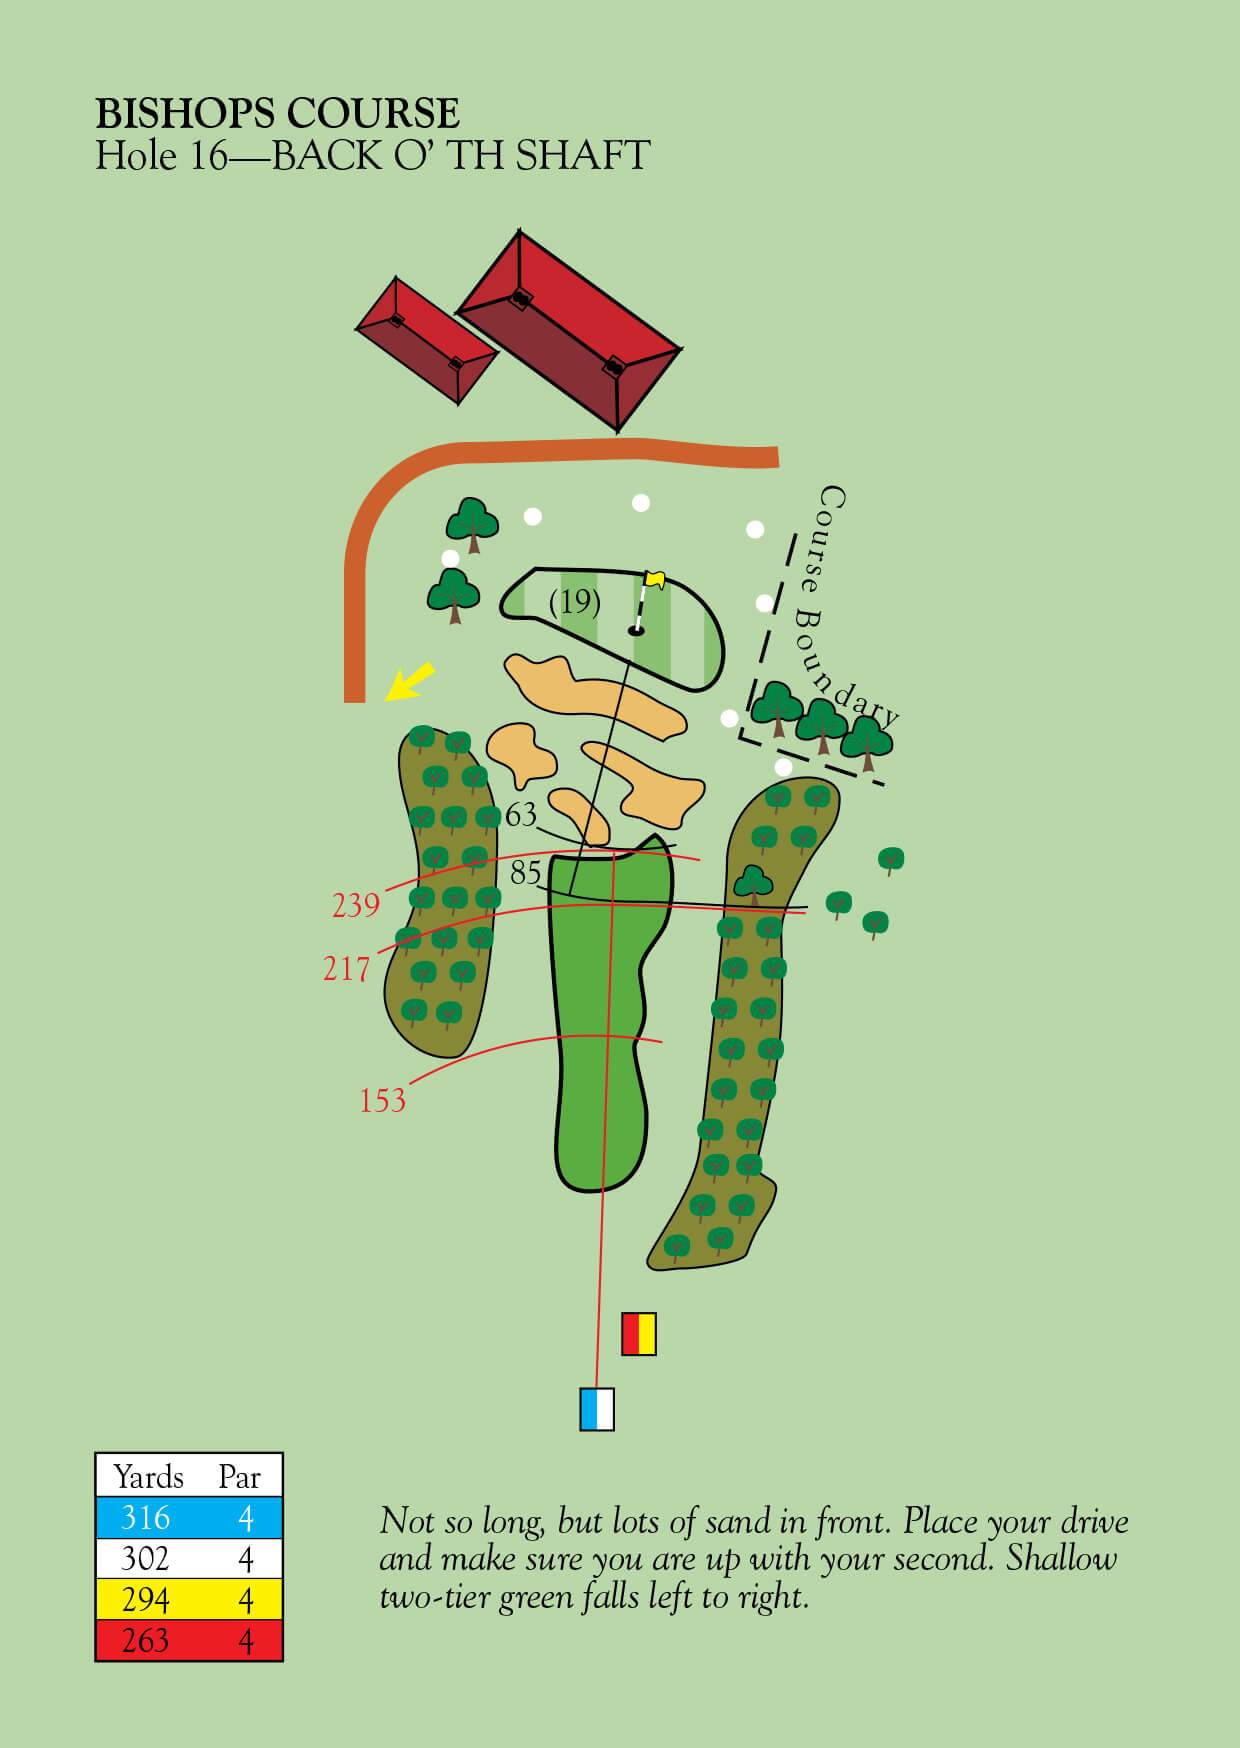 BISHOPS COURSE
Hole 16—BACK O’ TH SHAFT
Course Boundary
(19)
63
85
239
217
153
Yards Par
316 4
302 4
294 4
263 4
Not so long, but lots of sand in front. Place your drive
and make sure you are up with your second. Shallow
two-tier green falls left to right.